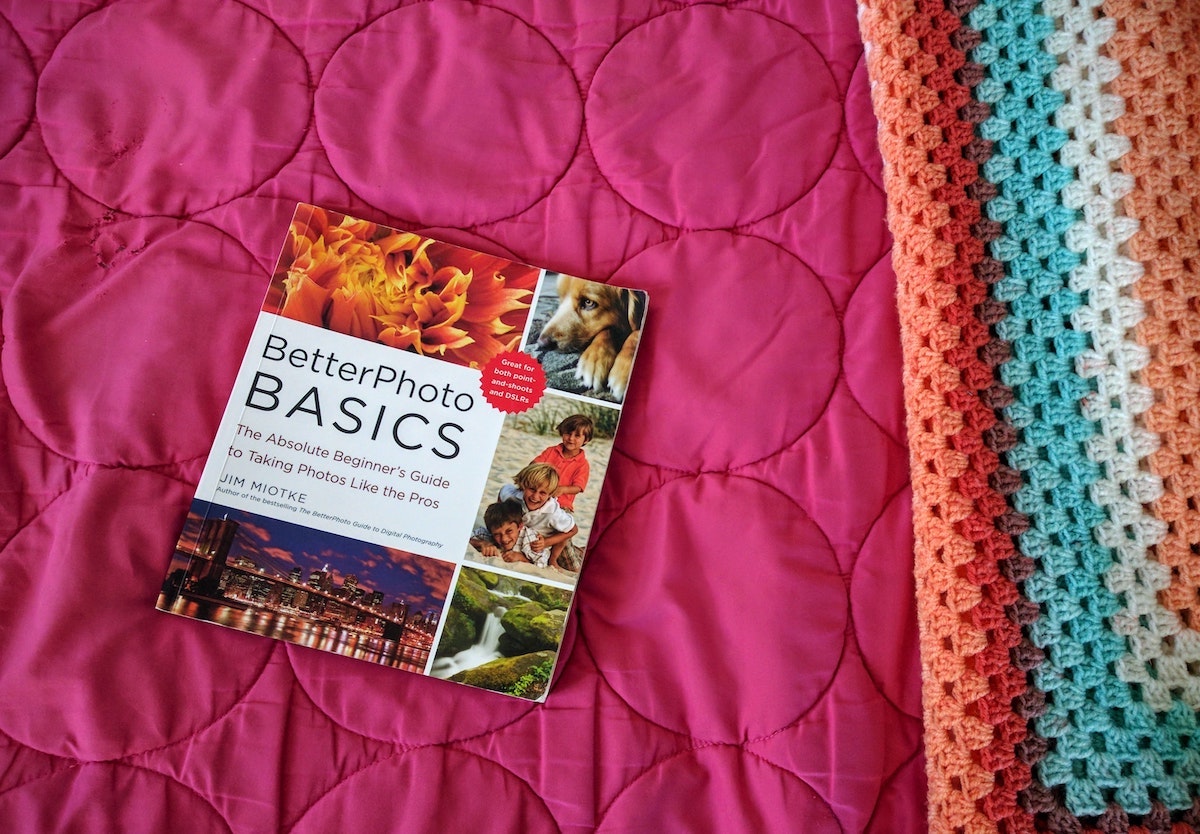 BetterPhoto
BASICS
Great for
both point-
and-shoots
and DSLRs
The Absolute Beginner's Guide
to Taking Photos Like the Pros
JIM MIOTKE
Author of the bestselling The BetterPhoto Guide to Digital Photography